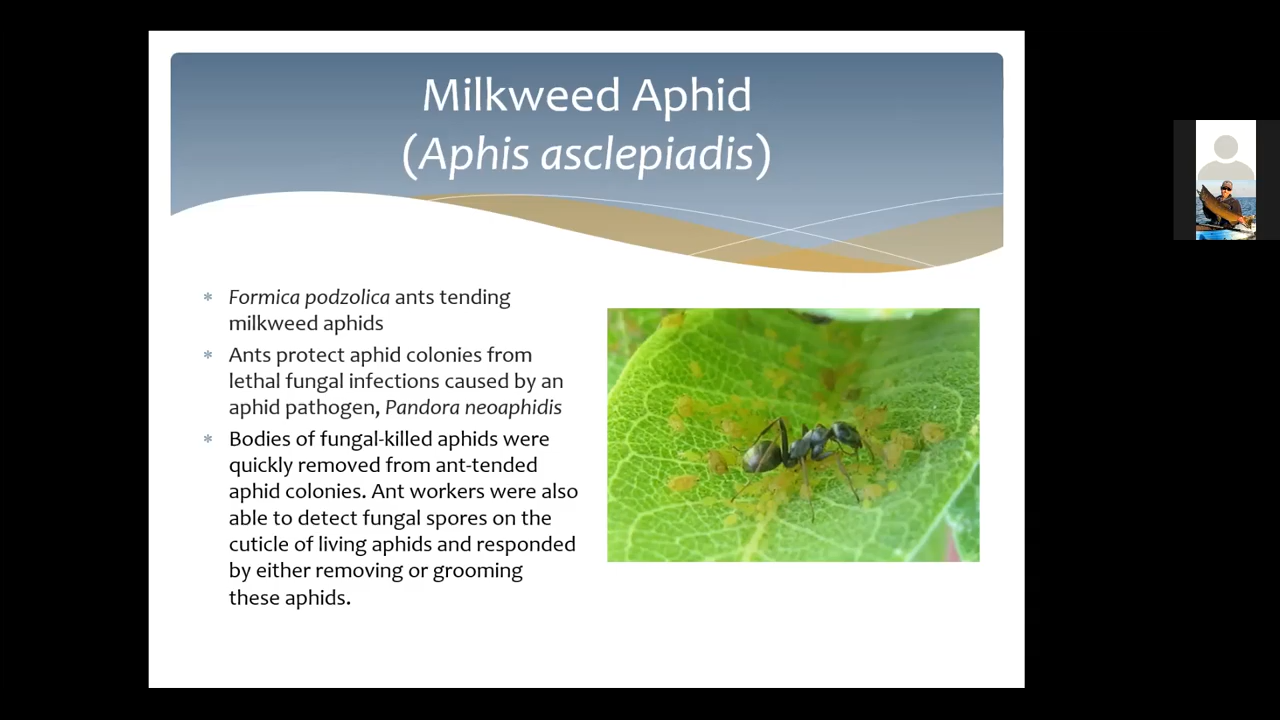 Milkweed Aphid
(Aphis asclepiadis)
Formica podzolica ants tending
milkweed aphids
Ants protect aphid colonies from
lethal fungal infections caused by an
aphid pathogen, Pandora neoaphidis
Bodies of fungal-killed aphids were
quickly removed from ant-tended
aphid colonies. Ant workers were also
able to detect fungal spores on the
cuticle of living aphids and responded
by either removing or grooming
these aphids.